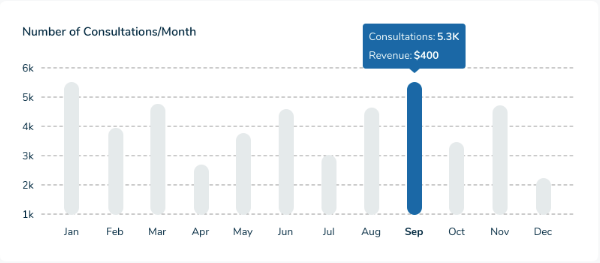 Number of Consultations/Month
Consultations: 5.3K
Revenue: $400
6k
5k
4k
3k
2k
1k
Jan Feb Mar Apr May Jun Jul Aug Sep Oct Nov Dec